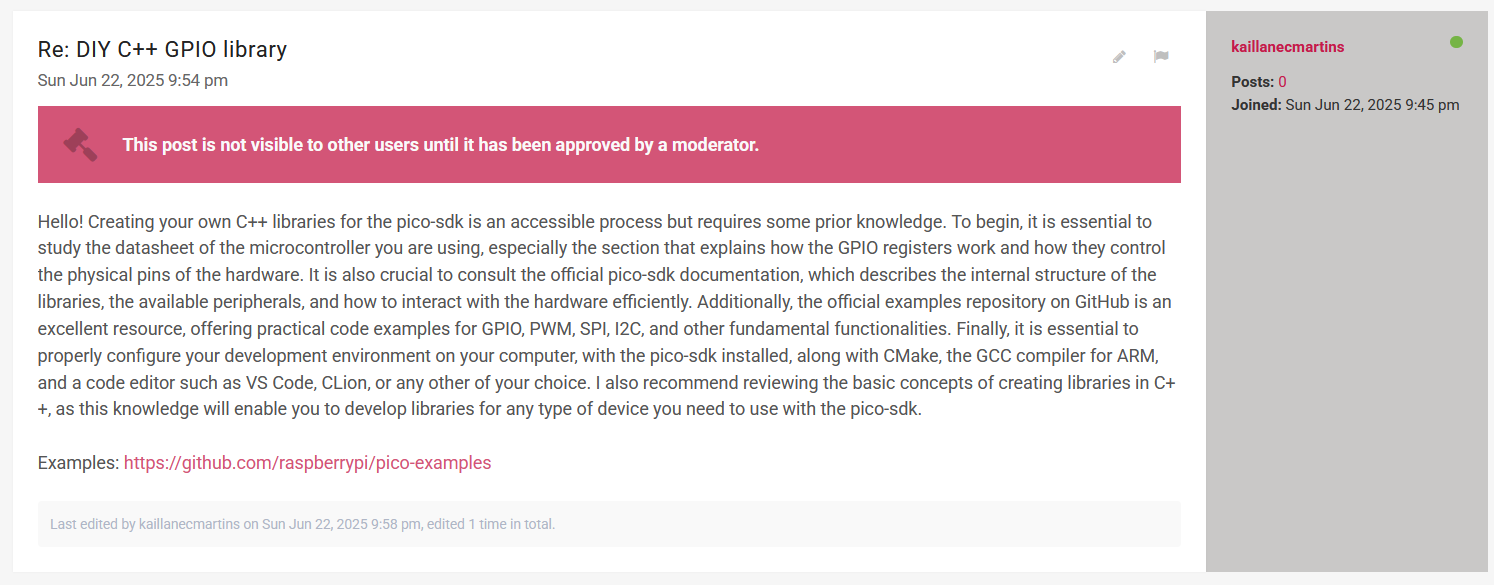 Re: DIY C++ GPIO library
Sun Jun 22, 2025 9:54 pm
This post is not visible to other users until it has been approved by a moderator.
Hello! Creating your own C++ libraries for the pico-sdk is an accessible process but requires some prior knowledge. To begin, it is essential to
study the datasheet of the microcontroller you are using, especially the section that explains how the GPIO registers work and how they control
the physical pins of the hardware. It is also crucial to consult the official pico-sdk documentation, which describes the internal structure of the
libraries, the available peripherals, and how to interact with the hardware efficiently. Additionally, the official examples repository on GitHub is an
excellent resource, offering practical code examples for GPIO, PWM, SPI, I2C, and other fundamental functionalities. Finally, it is essential to
properly configure your development environment on your computer, with the pico-sdk installed, along with CMake, the GCC compiler for ARM,
and a code editor such as VS Code, CLion, or any other of your choice. I also recommend reviewing the basic concepts of creating libraries in C+
+, as this knowledge will enable you to develop libraries for any type of device you need to use with the pico-sdk.
Examples: https://github.com/raspberrypi/pico-examples
Last edited by kaillanecmartins on Sun Jun 22, 2025 9:58 pm, edited 1 time in total.
kaillanecmartins
Posts: 0
Joined: Sun Jun 22, 2025 9:45 pm